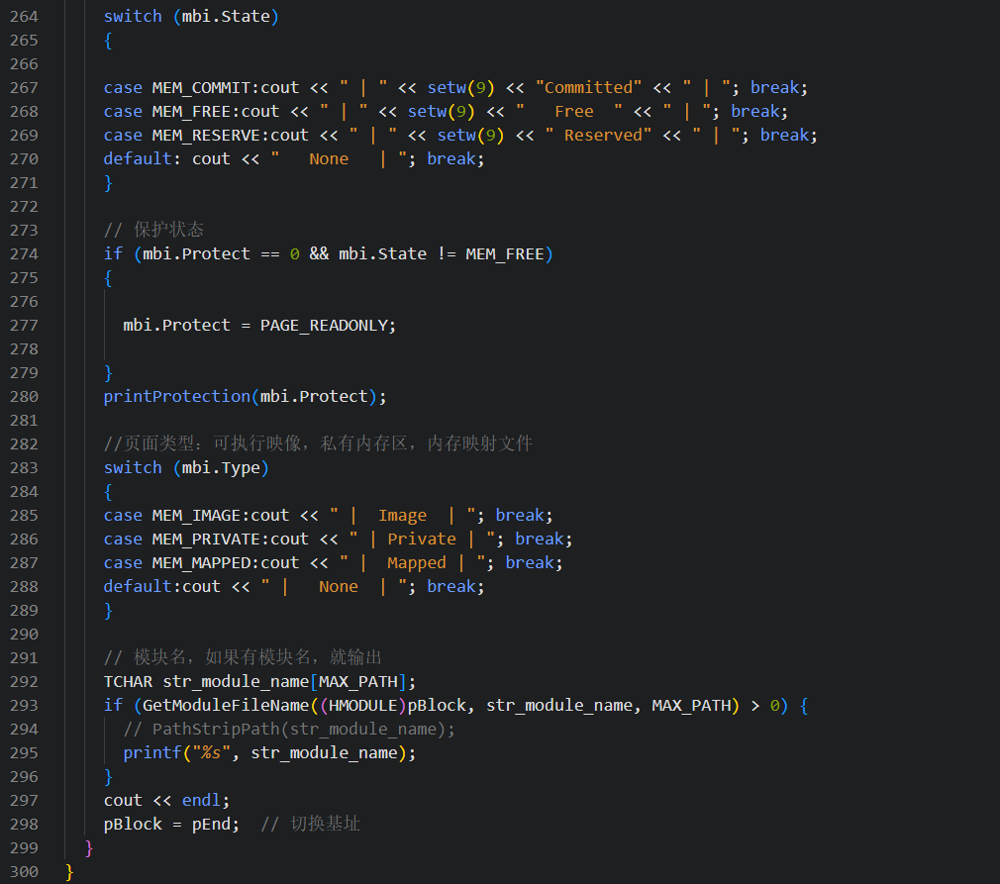 264 switch (mbi.State)
265 {
266
267 case MEM_COMMIT:cout << " | " << setw(9) << "Committed" << " | "; break;
268 case MEM_FREE:cout << " | " << setw(9) << "   Free  " << " | "; break;
269 case MEM_RESERVE:cout << " | " << setw(9) << " Reserved" << " | "; break;
270 default: cout << "   None   | "; break;
271 }
272
273 // 保护状态
274 if (mbi.Protect == 0 && mbi.State != MEM_FREE)
275 {
276
277 mbi.Protect = PAGE_READONLY;
278
279 }
280 printProtection(mbi.Protect);
281
282 //页面类型：可执行映像，私有内存区，内存映射文件
283 switch (mbi.Type)
284 {
285 case MEM_IMAGE:cout << " |  Image  | "; break;
286 case MEM_PRIVATE:cout << " | Private | "; break;
287 case MEM_MAPPED:cout << " |  Mapped | "; break;
288 default:cout << " |   None  | "; break;
289 }
290
291 // 模块名，如果有模块名，就输出
292 TCHAR str_module_name[MAX_PATH];
293 if (GetModuleFileName((HMODULE)pBlock, str_module_name, MAX_PATH) > 0) {
294 // PathStripPath(str_module_name);
295 printf("%s", str_module_name);
296 }
297 cout << endl;
298 pBlock = pEnd;  // 切换基址
299 }
300 }